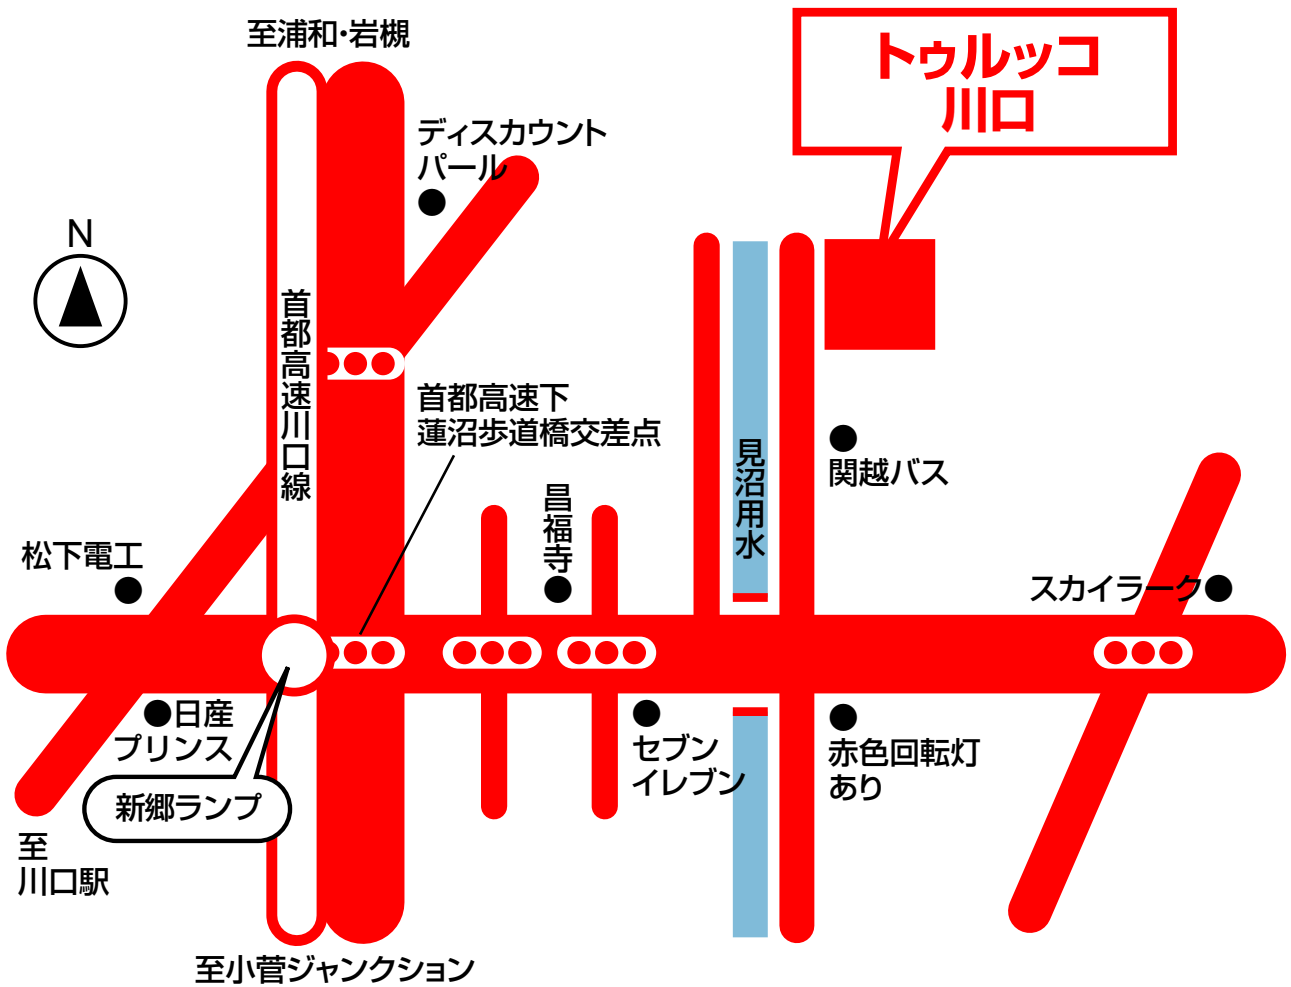 至浦和・岩槻
トゥルッコ
川口
ディスカウント
パール
N
首都高速川口線
首都高速下
蓮沼歩道橋交差点
見沼用水
関越バス
昌福寺
松下電工
スカイラーク
日産
プリンス
セブン
イレブン
赤色回転灯
あり
新郷ランプ
至
川口駅
至小菅ジャンクション